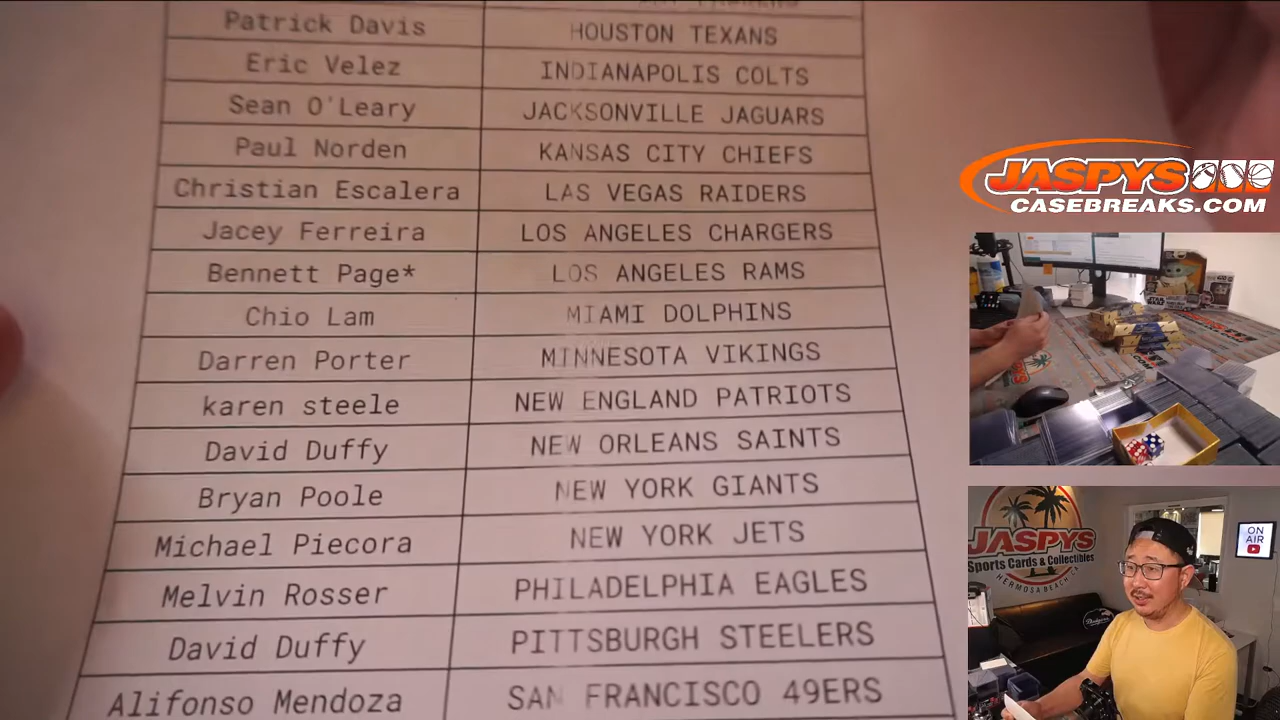 Patrick Davis HOUSTON TEXANS
Eric Velez INDIANAPOLIS COLTS
Sean O'Leary JACKSONVILLE JAGUARS
Paul Norden KANSAS CITY CHIEFS
Christian Escalera LAS VEGAS RAIDERS
Jacey Ferreira LOS ANGELES CHARGERS
Bennett Page* LOS ANGELES RAMS
Chio Lam MIAMI DOLPHINS
Darren Porter MINNESOTA VIKINGS
karen steele NEW ENGLAND PATRIOTS
David Duffy NEW ORLEANS SAINTS
Bryan Poole NEW YORK GIANTS
Michael Piecora NEW YORK JETS
Melvin Rosser PHILADELPHIA EAGLES
David Duffy PITTSBURGH STEELERS
Alifonso Mendoza SAN FRANCISCO 49ERS
JASPYS
CASEBREAKS.COM
STAR WARS
JASPYS
Sports Cards & Collectibles
HERMOSA BEACH, CA
ON AIR
Dodgers